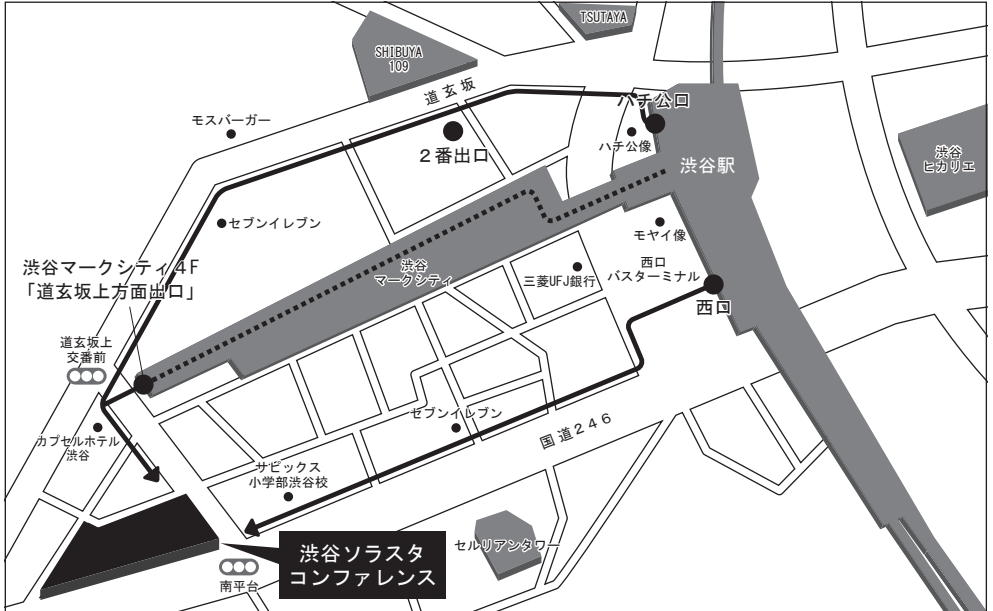 TSUTAYA
SHIBUYA
109
道玄坂
ハチ公口
モスバーガー
2番出口
ハチ公像
渋谷駅
渋谷
ヒカリエ
セブンイレブン
モヤイ像
渋谷マークシティ4F
「道玄坂上方面出口」
渋谷
マークシティ
三菱UFJ銀行
西口
バスターミナル
西口
道玄坂上
交番前
セブンイレブン
国道246
カプセルホテル
渋谷
サピックス
小学部渋谷校
セルリアンタワー
渋谷ソラスタ
コンファレンス
南平台